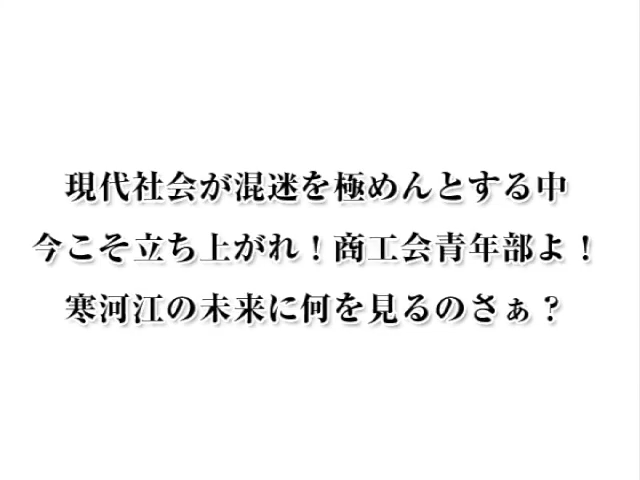 現代社会が混迷を極めんとする中
今こそ立ち上がれ！商工会青年部よ！
寒河江の未来に何を見るのさぁ？